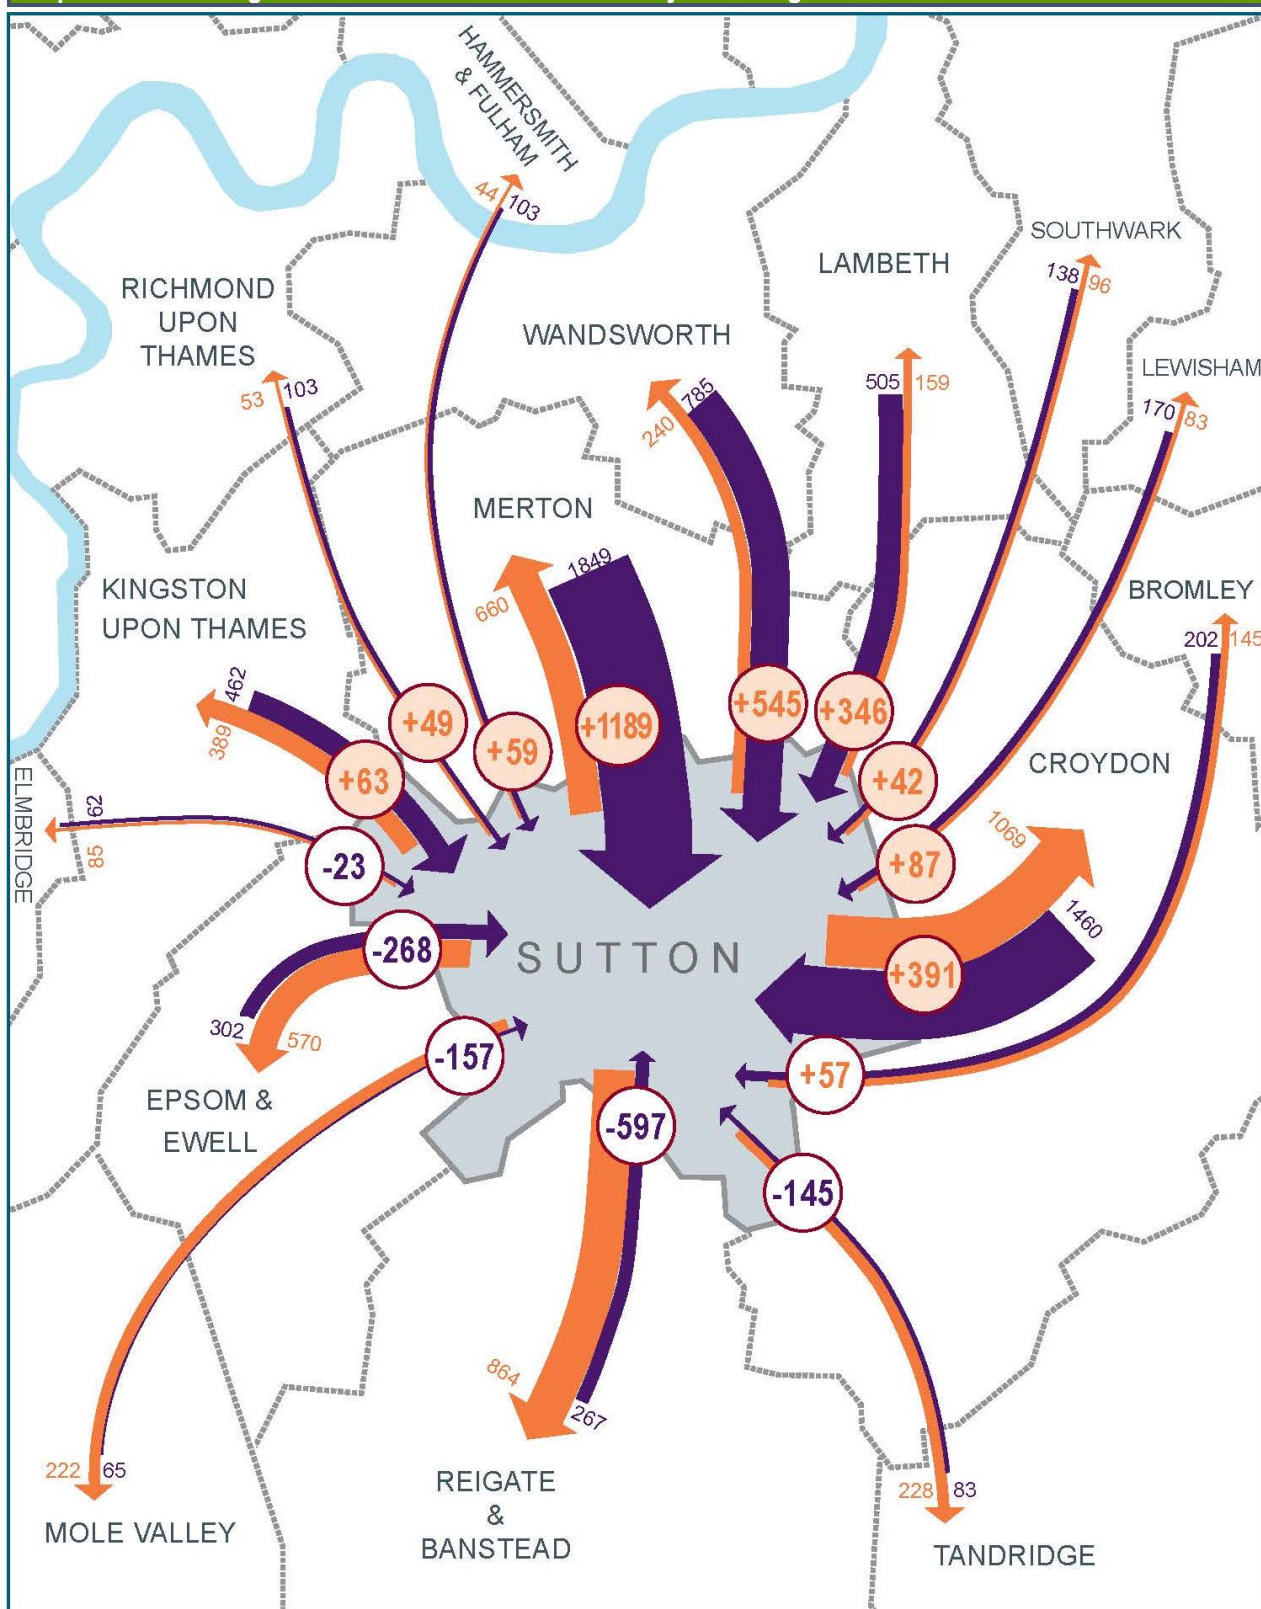 HAMMERSMITH
& FULHAM
44
103
SOUTHWARK
138
96
LAMBETH
RICHMOND
UPON
THAMES
WANDSWORTH
LEWISHAM
53
103
785
240
505
159
170
83
MERTON
1849
660
KINGSTON
UPON THAMES
BROMLEY
202
145
462
389
+49
+59
+1189
+545
+346
+63
+42
CROYDON
ELMBRIDGE
62
85
-23
+87
1069
1460
-268
SUTTON
+391
302
570
-157
+57
EPSOM &
EWELL
-597
-145
864
267
222
65
228
83
REIGATE
&
BANSTEAD
MOLE VALLEY
TANDRIDGE